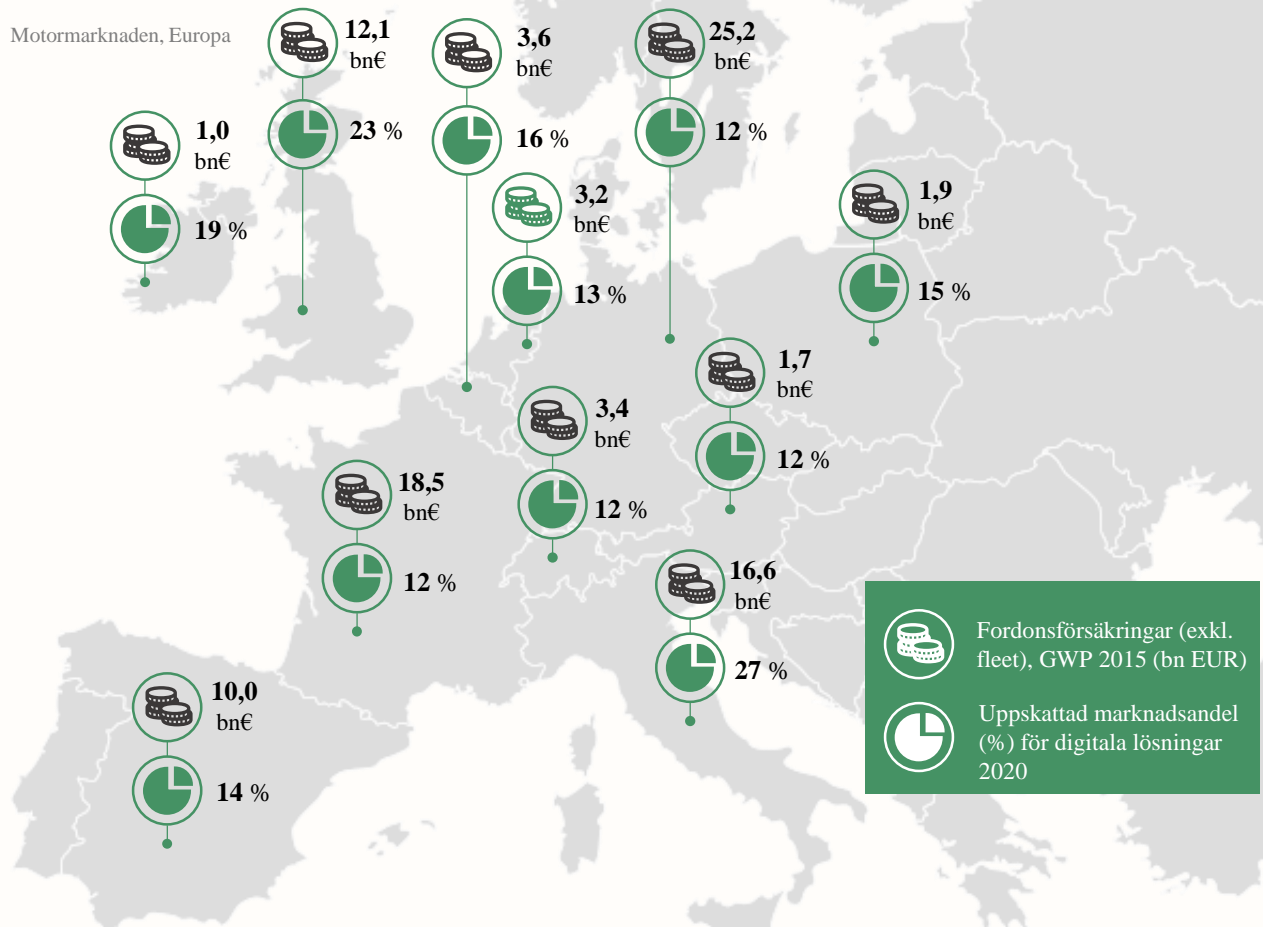 Motormarknaden, Europa
12,1
bn€
23 %
3,6
bn€
16 %
25,2
bn€
12 %
1,0
bn€
19 %
3,2
bn€
13 %
1,9
bn€
15 %
1,7
bn€
12 %
3,4
bn€
12 %
18,5
bn€
12 %
16,6
bn€
27 %
10,0
bn€
14 %
Fordonsförsäkringar (exkl.
fleet), GWP 2015 (bn EUR)
Uppskattad marknadsandel
(%) för digitala lösningar
2020